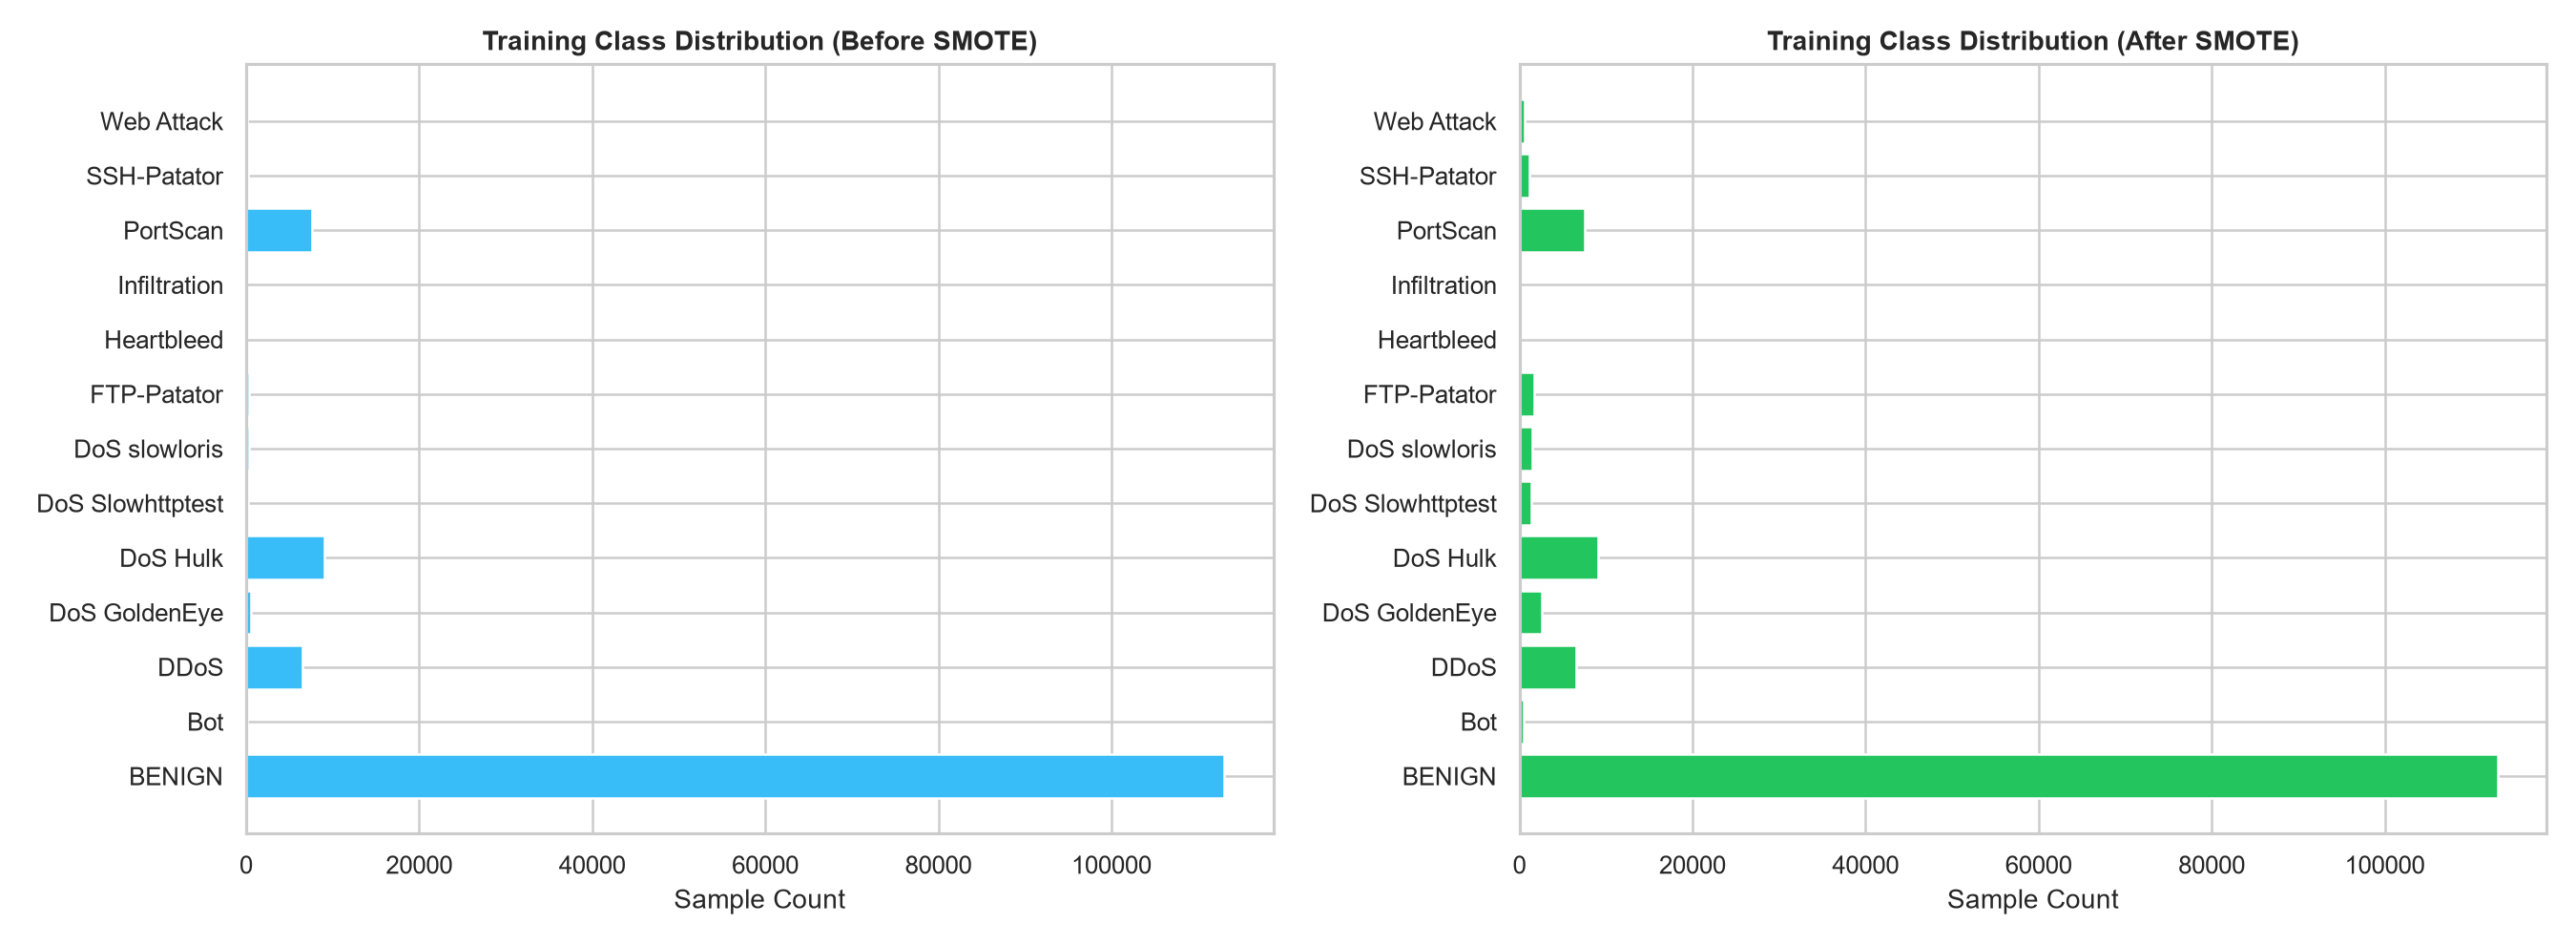 Training Class Distribution (Before SMOTE)
Web Attack
SSH-Patator
PortScan
Infiltration
Heartbleed
FTP-Patator
DoS slowloris
DoS Slowhttptest
DoS Hulk
DoS GoldenEye
DDoS
Bot
BENIGN
0 20000 40000 60000 80000 100000
Sample Count
Training Class Distribution (After SMOTE)
Web Attack
SSH-Patator
PortScan
Infiltration
Heartbleed
FTP-Patator
DoS slowloris
DoS Slowhttptest
DoS Hulk
DoS GoldenEye
DDoS
Bot
BENIGN
0 20000 40000 60000 80000 100000
Sample Count